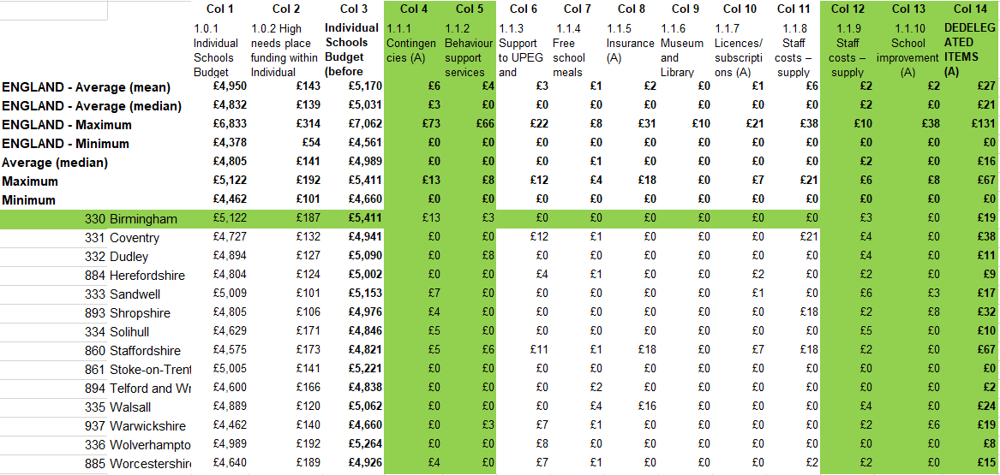 Col 1 Col 2 Col 3 Col 4 Col 5 Col 6 Col 7 Col 8 Col 9 Col 10 Col 11 Col 12 Col 13 Col 14
1.0.1 1.0.2 High Individual 1.1.1 1.1.2 1.1.3 1.1.4 1.1.5 1.1.6 1.1.7 1.1.8 1.1.9 1.1.10 DEDELEG
Individual needs place Schools Contingen Behaviour Support Free Insurance Museum Licences/ Staff Staff School ATED
Schools funding within Budget cies (A) support to UPEG school (A) and subscripti costs – costs – improvement ITEMS
Budget Individual (before services and meals Library ons (A) supply supply (A) (A)
ENGLAND - Average (mean) £4,950 £143 £5,170 £6 £4 £3 £1 £2 £0 £1 £6 £2 £2 £27
ENGLAND - Average (median) £4,832 £139 £5,031 £3 £0 £0 £0 £0 £0 £0 £0 £2 £0 £21
ENGLAND - Maximum £6,833 £314 £7,062 £73 £66 £22 £8 £31 £10 £21 £38 £10 £38 £131
ENGLAND - Minimum £4,378 £54 £4,561 £0 £0 £0 £0 £0 £0 £0 £0 £0 £0 £0
Average (median) £4,805 £141 £4,989 £0 £0 £0 £1 £0 £0 £0 £0 £2 £0 £16
Maximum £5,122 £192 £5,411 £13 £8 £12 £4 £18 £0 £7 £21 £6 £8 £67
Minimum £4,462 £101 £4,660 £0 £0 £0 £0 £0 £0 £0 £0 £0 £0 £0
330 Birmingham £5,122 £187 £5,411 £13 £3 £0 £0 £0 £0 £0 £0 £3 £0 £19
331 Coventry £4,727 £132 £4,941 £0 £0 £12 £1 £0 £0 £0 £21 £4 £0 £38
332 Dudley £4,894 £127 £5,090 £0 £8 £0 £0 £0 £0 £0 £0 £4 £0 £11
884 Herefordshire £4,804 £124 £5,002 £0 £0 £4 £1 £0 £0 £2 £0 £2 £0 £9
333 Sandwell £5,009 £101 £5,153 £7 £0 £0 £0 £0 £0 £1 £0 £6 £3 £17
893 Shropshire £4,805 £106 £4,976 £4 £0 £0 £0 £0 £0 £0 £18 £2 £8 £32
334 Solihull £4,629 £171 £4,846 £5 £0 £0 £0 £0 £0 £0 £0 £5 £0 £10
860 Staffordshire £4,575 £173 £4,821 £5 £6 £11 £1 £18 £0 £7 £18 £2 £0 £67
861 Stoke-on-Trent £5,005 £141 £5,221 £0 £0 £0 £0 £0 £0 £0 £0 £0 £0 £0
894 Telford and Wr £4,600 £166 £4,838 £0 £0 £0 £2 £0 £0 £0 £0 £0 £0 £2
335 Walsall £4,889 £120 £5,062 £0 £0 £0 £4 £16 £0 £0 £0 £4 £0 £24
937 Warwickshire £4,462 £140 £4,660 £0 £3 £7 £1 £0 £0 £0 £0 £2 £6 £19
336 Wolverhampto £4,989 £192 £5,264 £0 £0 £8 £0 £0 £0 £0 £0 £0 £0 £8
885 Worcestershire £4,640 £189 £4,926 £4 £0 £7 £1 £0 £0 £0 £2 £2 £0 £15